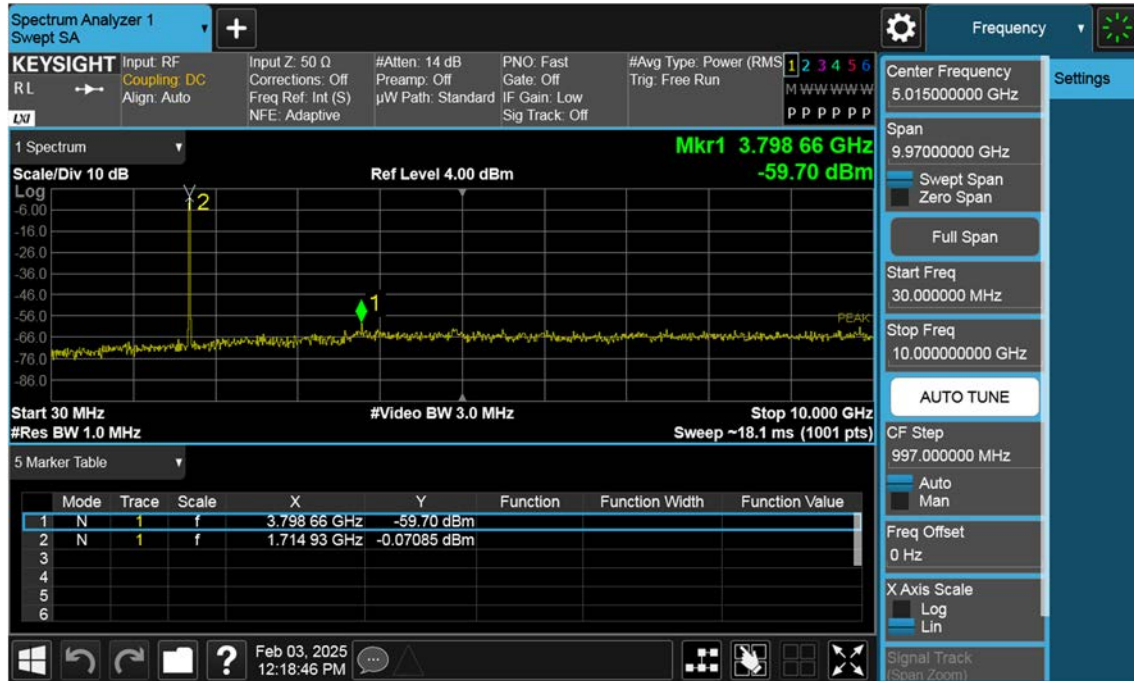 Spectrum Analyzer 1
Swept SA
Frequency
KEYSIGHT
RL
LXI
Input: RF
Coupling: DC
Align: Auto
Input Z: 50 Ω
Corrections: Off
Freq Ref: Int (S)
NFE: Adaptive
#Atten: 14 dB
Preamp: Off
µW Path: Standard
PNO: Fast
Gate: Off
IF Gain: Low
Sig Track: Off
#Avg Type: Power (RMS
Trig: Free Run
1 2 3 4 5 6
M W W W W W
P P P P P P
1 Spectrum
Scale/Div 10 dB
Ref Level 4.00 dBm
Mkr1 3.798 66 GHz
-59.70 dBm
Log
-6.00
-16.0
-26.0
-36.0
-46.0
-56.0
-66.0
-76.0
-86.0
2
1
PEAK
Start 30 MHz
#Video BW 3.0 MHz
Stop 10.000 GHz
#Res BW 1.0 MHz
Sweep ~18.1 ms (1001 pts)
5 Marker Table
Mode Trace Scale X Y Function Function Width Function Value
1 N 1 f 3.798 66 GHz -59.70 dBm
2 N 1 f 1.714 93 GHz -0.07085 dBm
3
4
5
6
?
Feb 03, 2025
12:18:46 PM
Center Frequency
5.015000000 GHz
Settings
Span
9.97000000 GHz
Swept Span
Zero Span
Full Span
Start Freq
30.000000 MHz
Stop Freq
10.000000000 GHz
AUTO TUNE
CF Step
997.000000 MHz
Auto
Man
Freq Offset
0 Hz
X Axis Scale
Log
Lin
Signal Track
(Span Zoom)